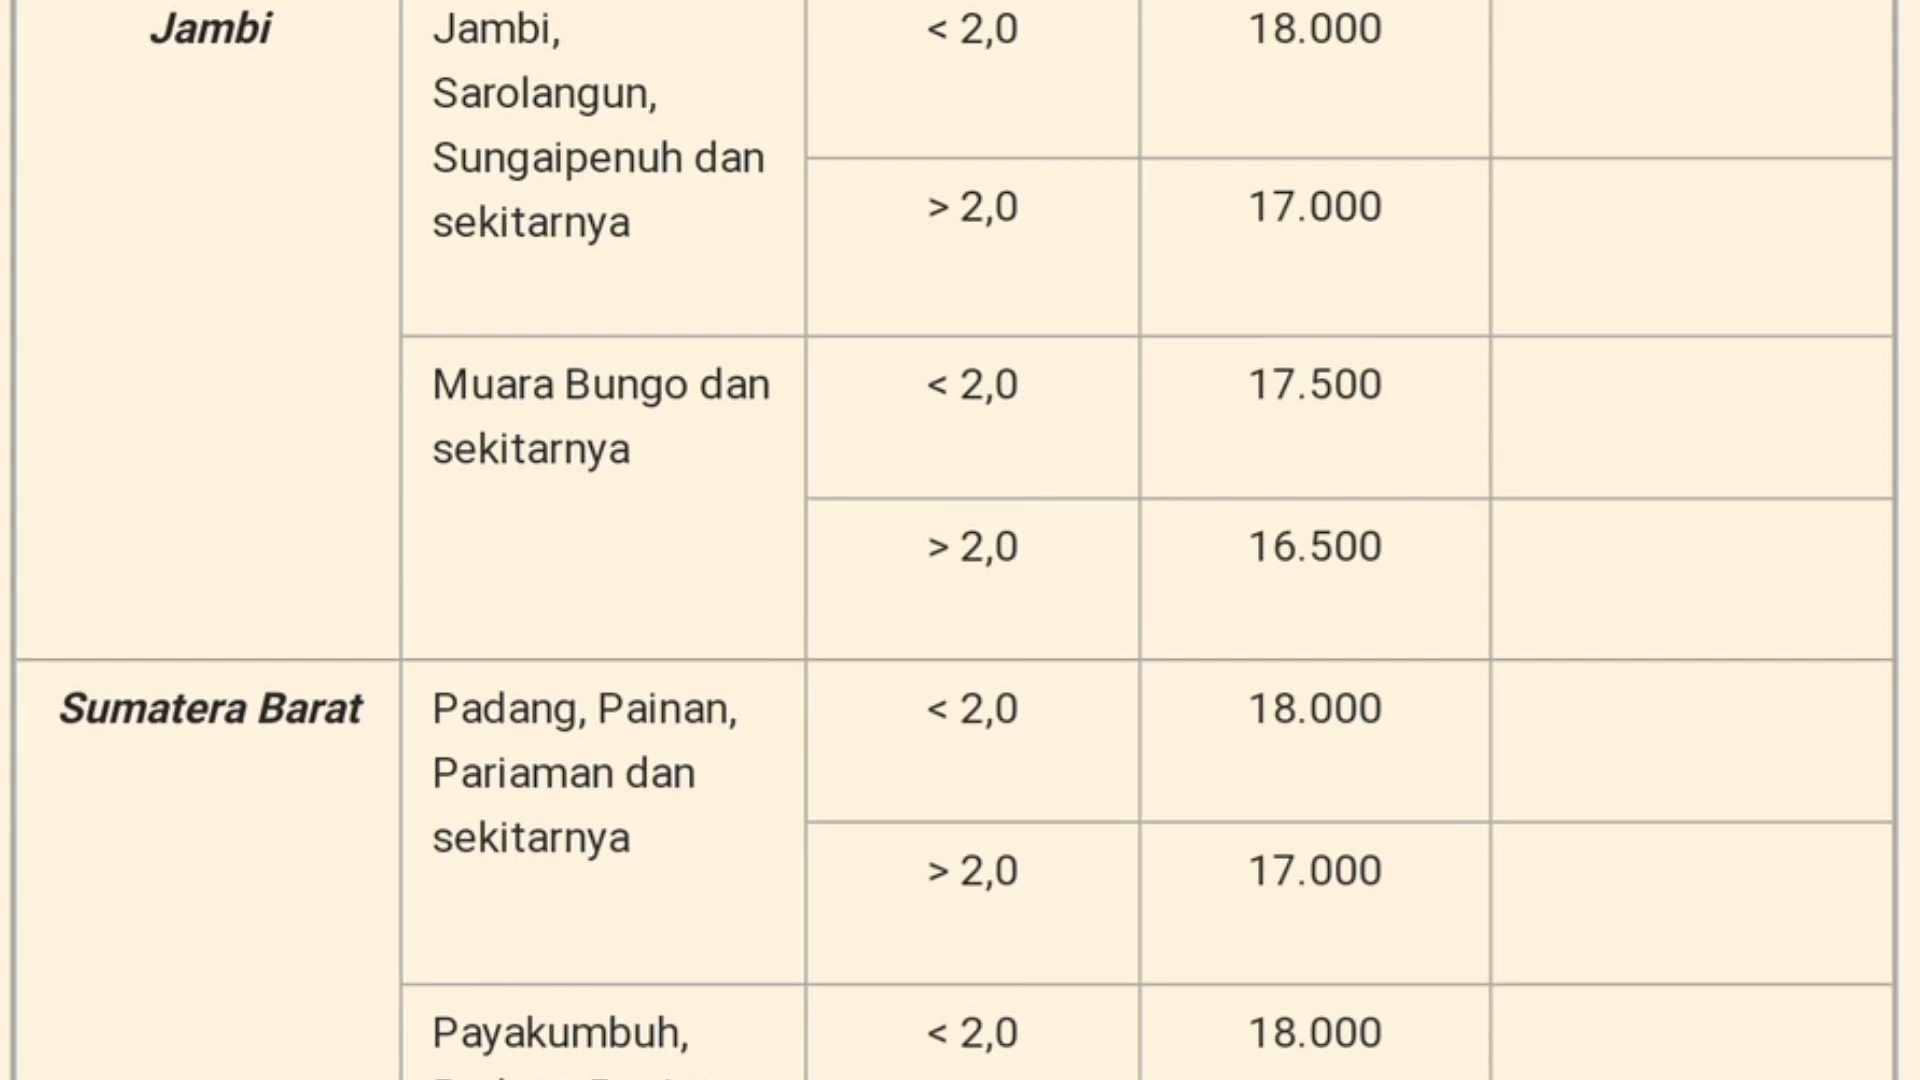 Jambi
Jambi,
Sarolangun,
Sungaipenuh dan
sekitarnya
< 2,0
18.000
> 2,0
17.000
Muara Bungo dan
sekitarnya
< 2,0
17.500
> 2,0
16.500
Sumatera Barat
Padang, Painan,
Pariaman dan
sekitarnya
< 2,0
18.000
> 2,0
17.000
Payakumbuh,
< 2,0
18.000